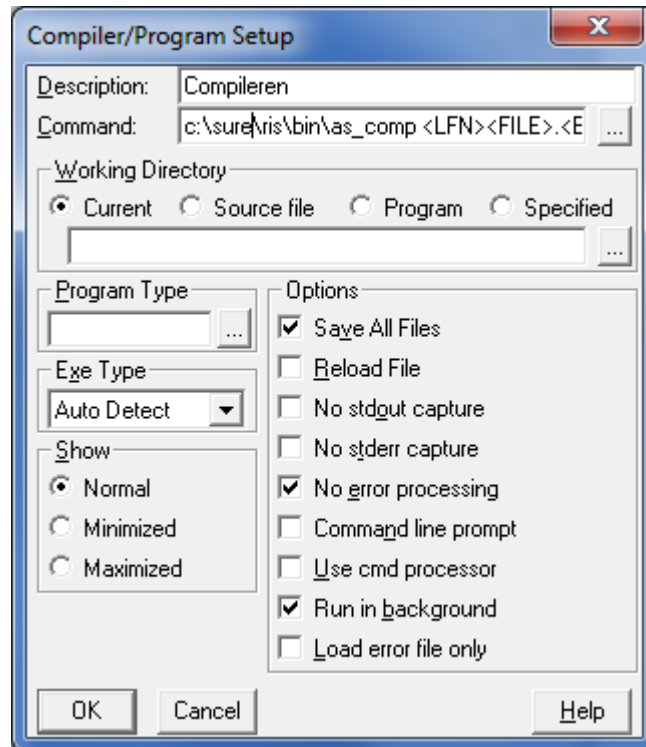 Compiler/Program Setup
Description: Compileren
Command: c:\sure\ris\bin\as_comp <LFN><FILE>.<E ...
Working Directory
Current Source file Program Specified
...
Program Type
...
Exe Type
Auto Detect
Show
Normal
Minimized
Maximized
Options
Save All Files
Reload File
No stdout capture
No stderr capture
No error processing
Command line prompt
Use cmd processor
Run in background
Load error file only
OK Cancel Help